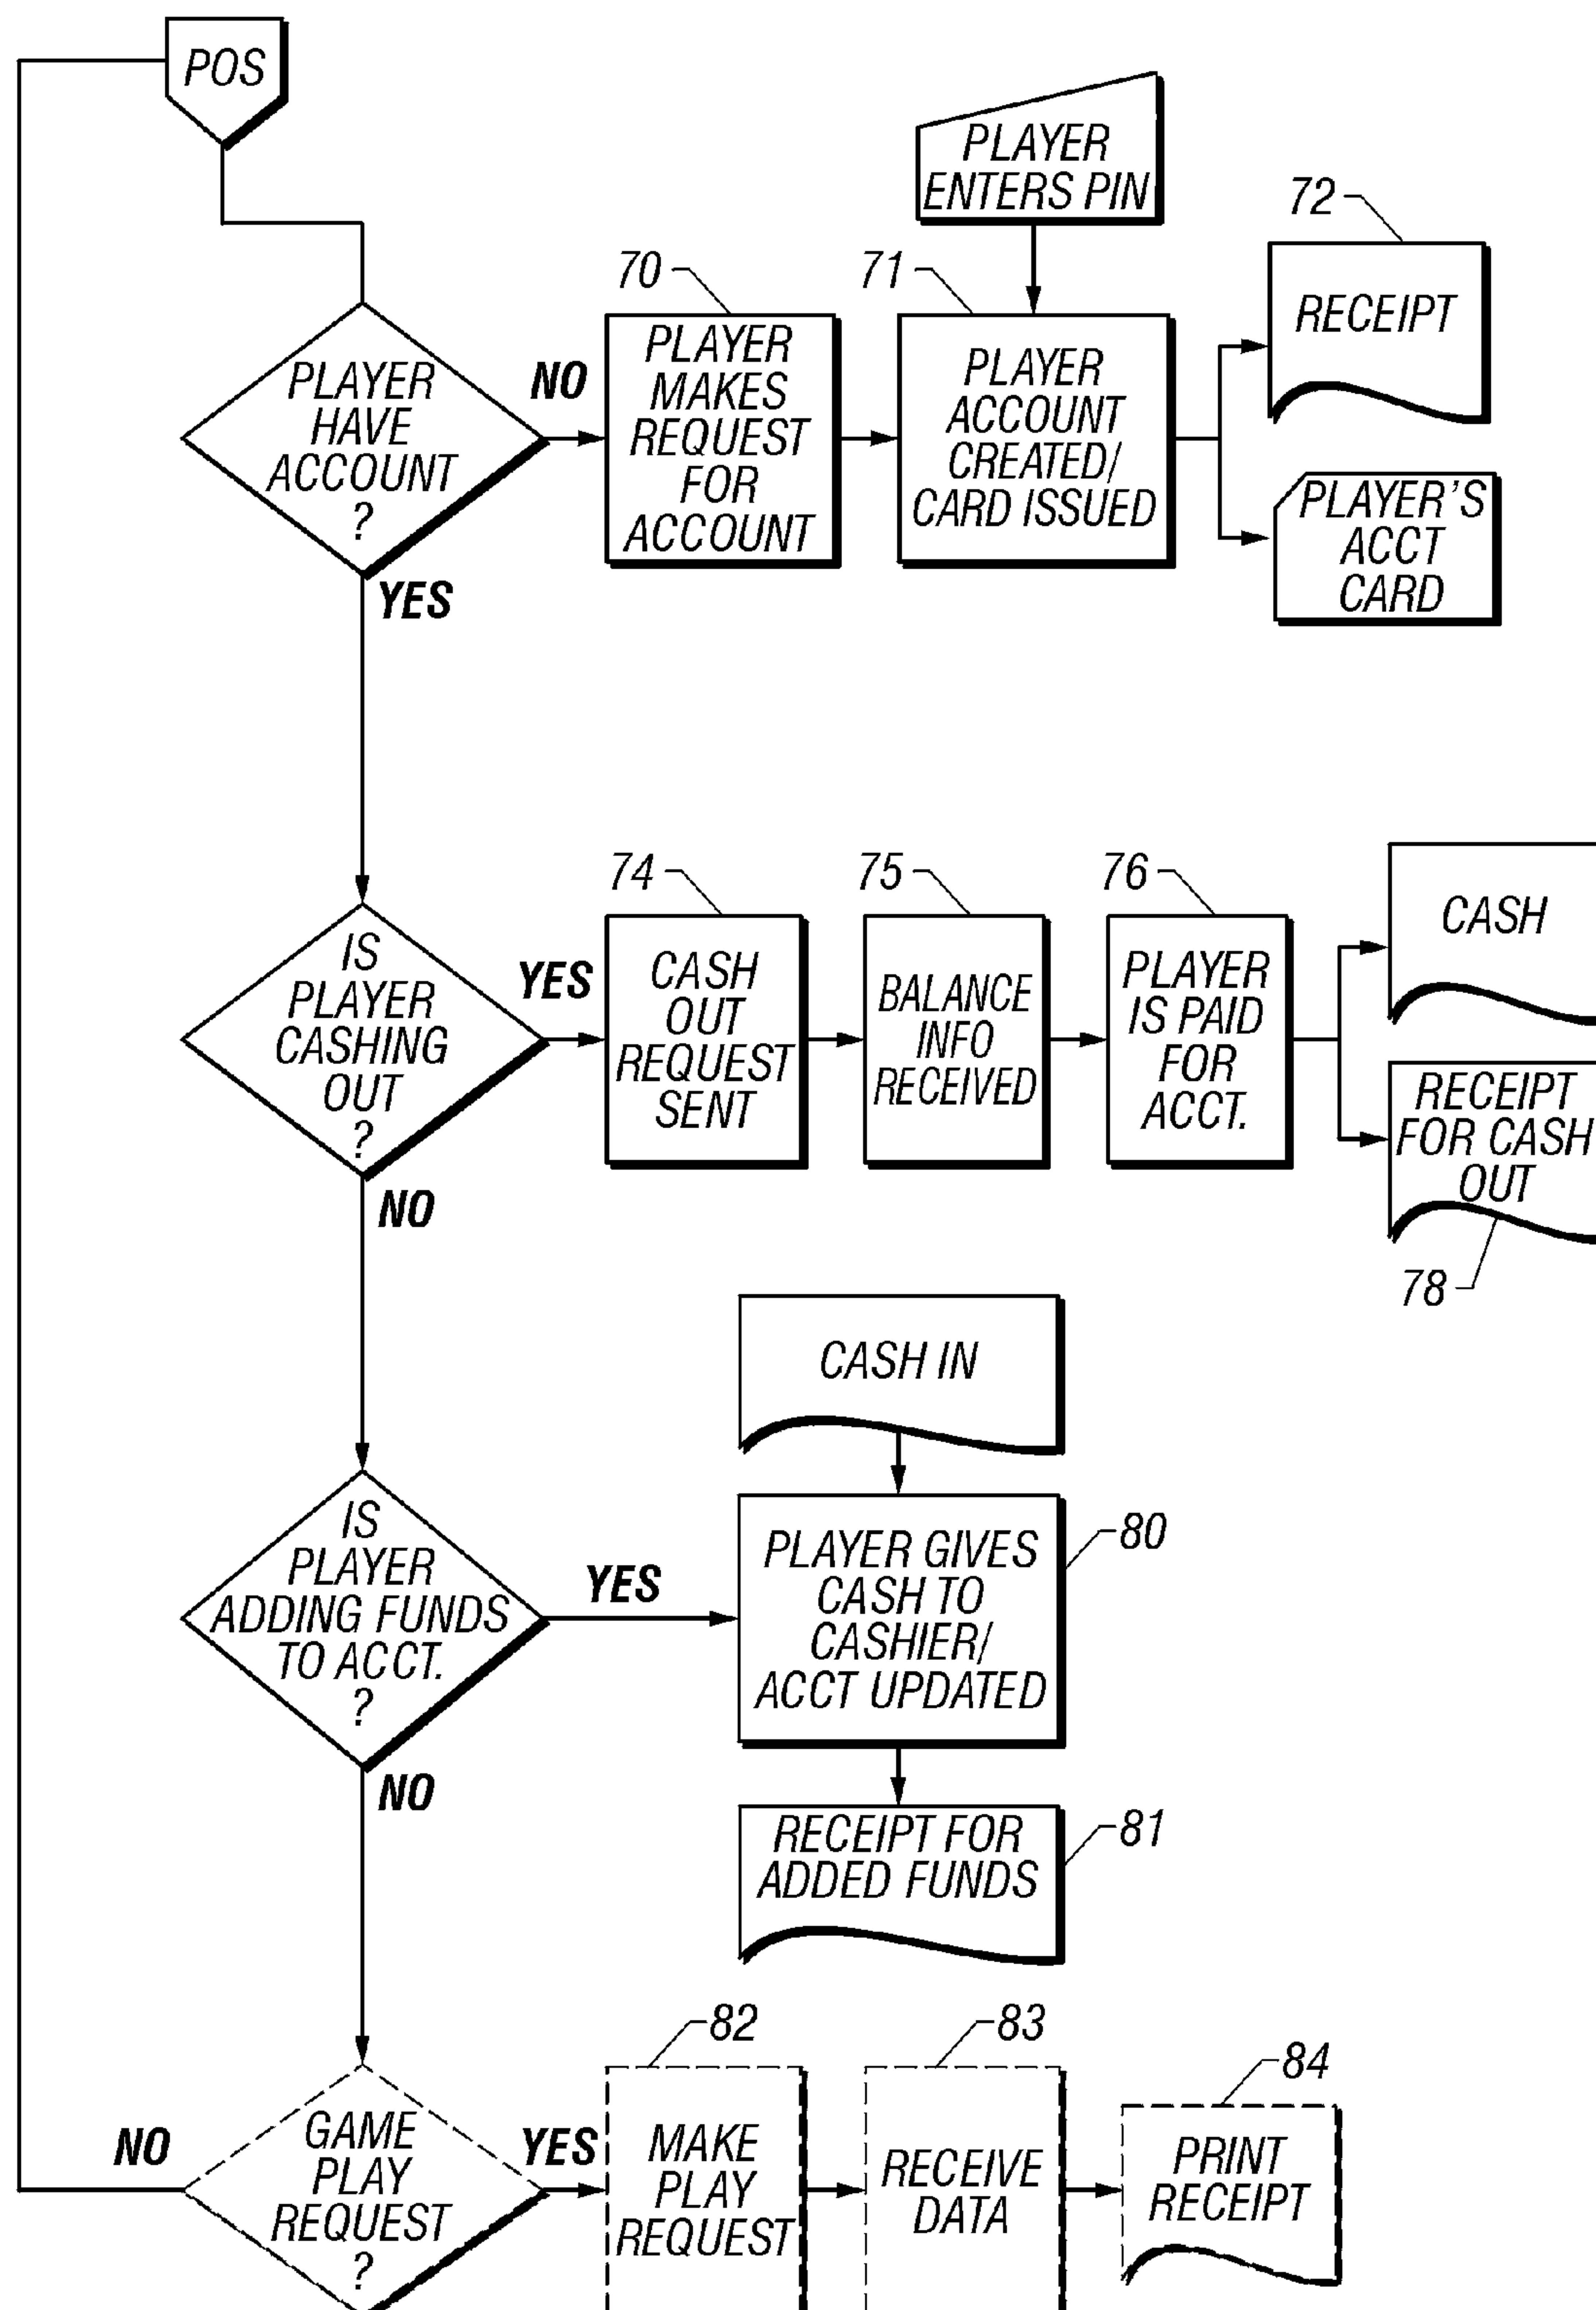 POS
PLAYER
ENTERS PIN
72
RECEIPT
70
71
PLAYER
HAVE
ACCOUNT
?
NO
YES
PLAYER
MAKES
REQUEST
FOR
ACCOUNT
PLAYER
ACCOUNT
CREATED/
CARD ISSUED
PLAYER'S
ACCT
CARD
74
75
76
IS
PLAYER
CASHING
OUT
?
YES
NO
CASH
OUT
REQUEST
SENT
BALANCE
INFO
RECEIVED
PLAYER
IS PAID
FOR
ACCT.
CASH
RECEIPT
FOR CASH
OUT
78
CASH IN
IS
PLAYER
ADDING FUNDS
TO ACCT.
?
YES
NO
PLAYER GIVES
CASH TO
CASHIER/
ACCT UPDATED
80
RECEIPT FOR
ADDED FUNDS
81
82
83
84
NO
GAME
PLAY
REQUEST
?
YES
MAKE
PLAY
REQUEST
RECEIVE
DATA
PRINT
RECEIPT